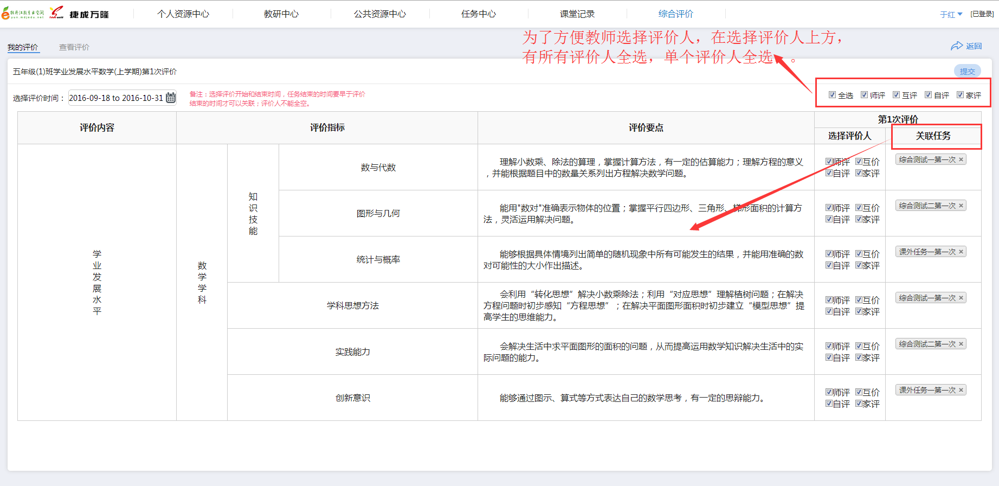 牡丹江教育云空间
yun.mdjedu.net
捷成万隆
个人资源中心
教研中心
公共资源中心
任务中心
课堂记录
综合评价
于红
[已登录]
为了方便教师选择评价人，在选择评价人上方，
有所有评价人全选，单个评价人全选 。
我的评价
查看评价
返回
五年级(1)班学业发展水平数学(上学期)第1次评价
提交
选择评价时间：
2016-09-18 to 2016-10-31
备注：选择评价开始和结束时间，任务结束的时间要早于评价
结束的时间才可以关联；评价人不能全空。
全选 师评 互评 自评 家评
评价内容
评价指标
评价要点
第1次评价
选择评价人
关联任务
学
业
发
展
水
平
数
学
学
科
知
识
技
能
数与代数
理解小数乘、除法的算理，掌握计算方法，有一定的估算能力；理解方程的意义
，并能根据题目中的数量关系列出方程解决数学问题。
师评 互价
自评 家评
综合测试一第一次 ×
图形与几何
能用"数对"准确表示物体的位置；掌握平行四边形、三角形、梯形面积的计算方
法，灵活运用解决问题。
师评 互价
自评 家评
综合测试二第一次 ×
统计与概率
能够根据具体情境列出简单的随机现象中所有可能发生的结果，并能用准确的数
对可能性的大小作出描述。
师评 互价
自评 家评
课外任务一第一次 ×
学科思想方法
会利用“转化思想”解决小数乘除法；利用“对应思想”理解植树问题；在解决
方程问题时初步感知“方程思想”；在解决平面图形面积时初步建立“模型思想”提
高学生的思维能力。
师评 互价
自评 家评
综合测试一第一次 ×
实践能力
会解决生活中求平面图形的面积的问题，从而提高运用数学知识解决生活中的实
际问题的能力。
师评 互价
自评 家评
综合测试二第一次 ×
创新意识
能够通过图示、算式等方式表达自己的数学思考，有一定的思辩能力。
师评 互价
自评 家评
课外任务一第一次 ×